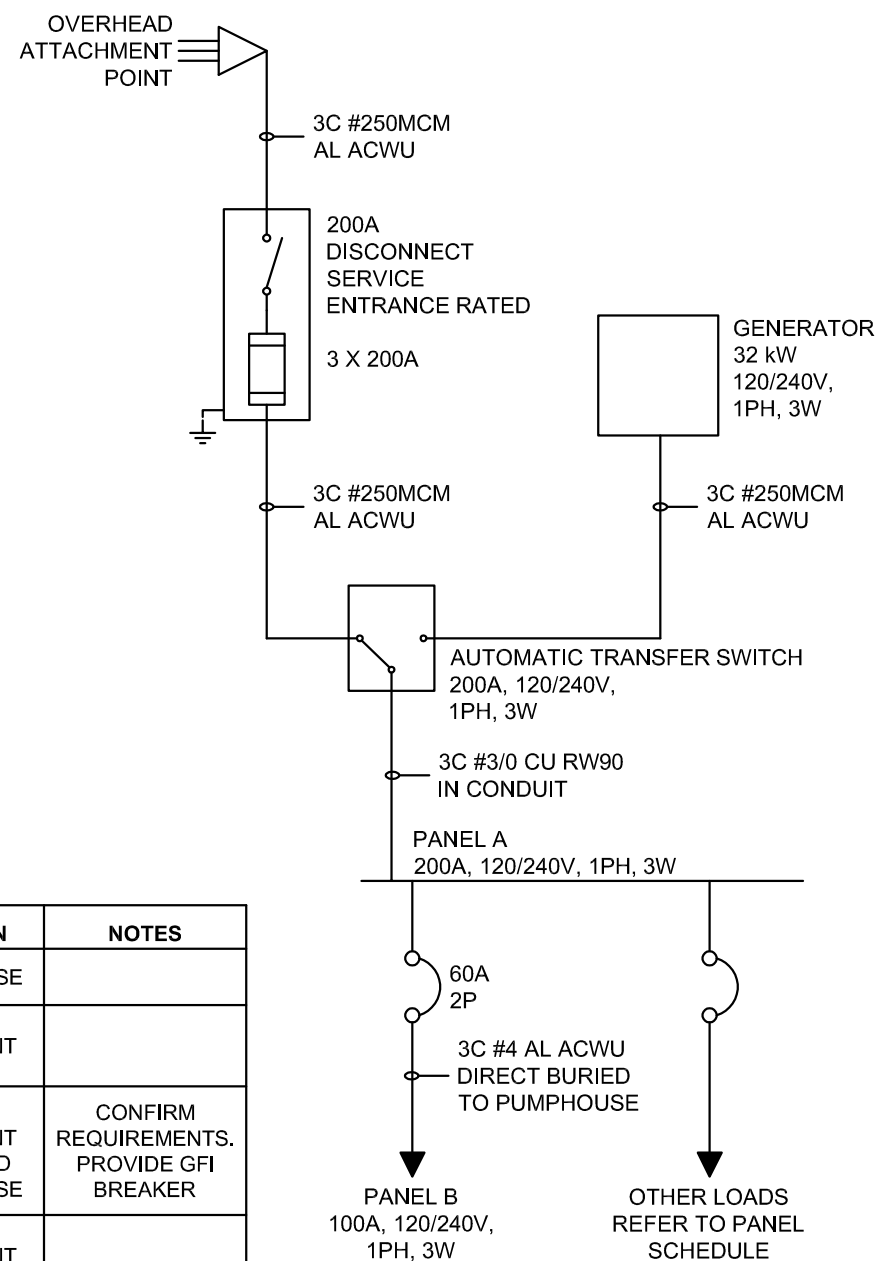 OVERHEAD
ATTACHMENT
POINT
3C #250MCM
AL ACWU
200A
DISCONNECT
SERVICE
ENTRANCE RATED
3 X 200A
GENERATOR
32 kW
120/240V,
1PH, 3W
3C #250MCM
AL ACWU
3C #250MCM
AL ACWU
AUTOMATIC TRANSFER SWITCH
200A, 120/240V,
1PH, 3W
3C #3/0 CU RW90
IN CONDUIT
PANEL A
200A, 120/240V, 1PH, 3W
60A
2P
3C #4 AL ACWU
DIRECT BURIED
TO PUMPHOUSE
PANEL B
100A, 120/240V,
1PH, 3W
OTHER LOADS
REFER TO PANEL
SCHEDULE
NOTES
CONFIRM
REQUIREMENTS.
PROVIDE GFI
BREAKER